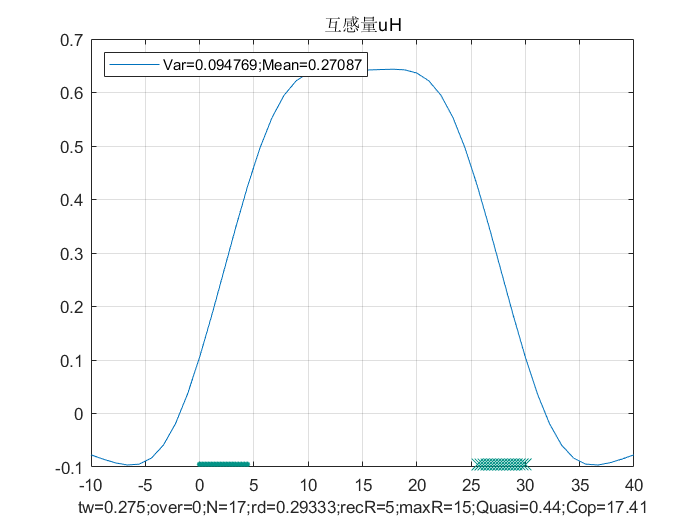 互感量uH
0.7
Var=0.094769;Mean=0.27087
0.6
0.5
0.4
0.3
0.2
0.1
0
-0.1
-10 -5 0 5 10 15 20 25 30 35 40
tw=0.275;over=0;N=17;rd=0.29333;recR=5;maxR=15;Quasi=0.44;Cop=17.41